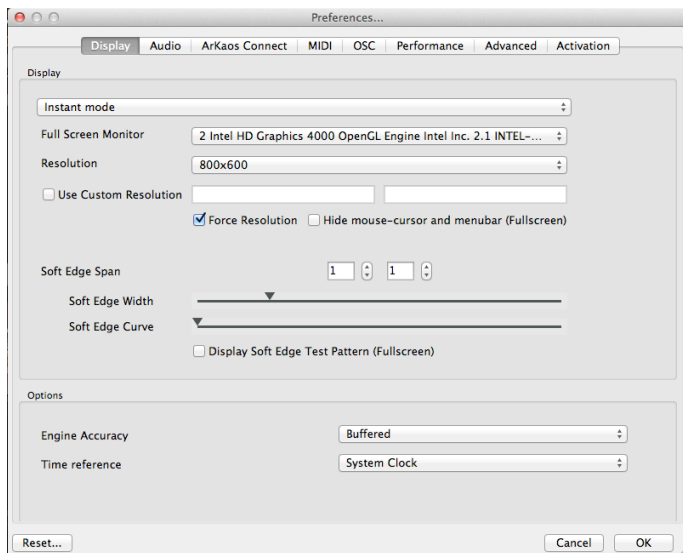 Preferences...
Display Audio ArKaos Connect MIDI OSC Performance Advanced Activation
Display
Instant mode
Full Screen Monitor 2 Intel HD Graphics 4000 OpenGL Engine Intel Inc. 2.1 INTEL-...
Resolution 800x600
Use Custom Resolution
Force Resolution Hide mouse-cursor and menubar (Fullscreen)
Soft Edge Span 1 1
Soft Edge Width
Soft Edge Curve
Display Soft Edge Test Pattern (Fullscreen)
Options
Engine Accuracy Buffered
Time reference System Clock
Reset... Cancel OK